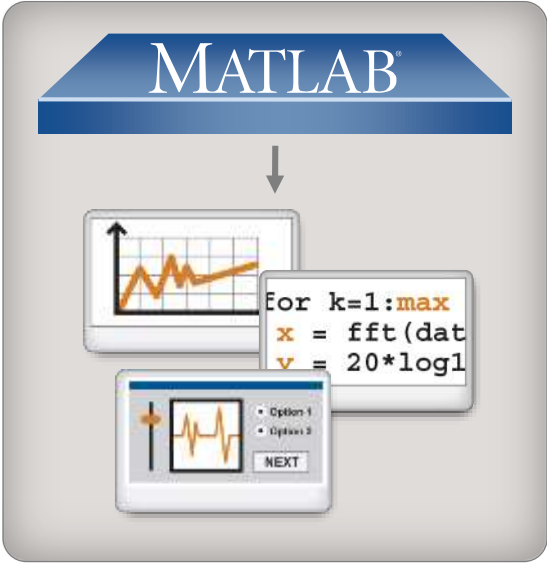 MATLAB®
for k=1:max
x = fft(dat
y = 20*log1
Option 1
Option 2
NEXT